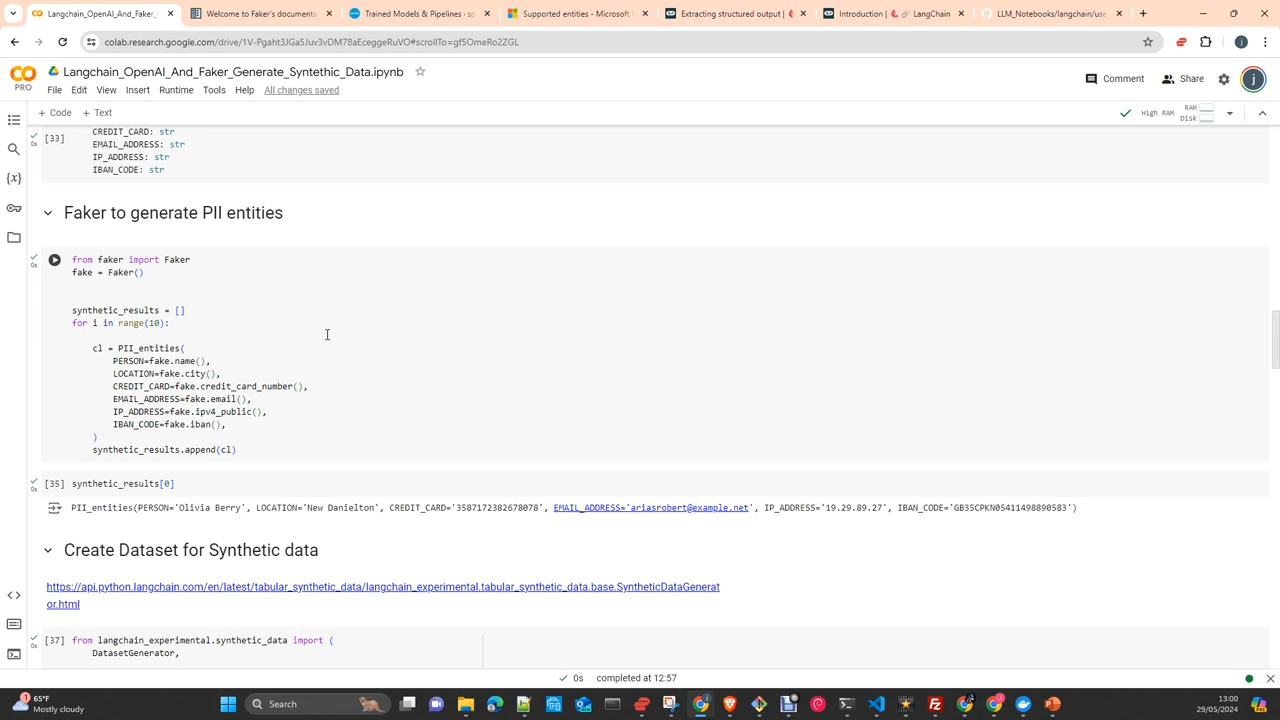 Langchain_OpenAI_And_Faker_
Welcome to Faker's documenta
Trained Models & Pipelines · sp
Supported entities - Microsoft
Extracting structured output |
Introduction | LangChain
LLM_Notebooks/langchain/use
colab.research.google.com/drive/1V-Pgaht3JGa5Juv3vDM78aEceggeRuVO#scrollTo=gf5OmeRo2ZGL
PRO
Langchain_OpenAI_And_Faker_Generate_Syntethic_Data.ipynb
File Edit View Insert Runtime Tools Help All changes saved
Comment Share j
+ Code + Text
High RAM RAM Disk
[33] CREDIT_CARD: str
0s EMAIL_ADDRESS: str
IP_ADDRESS: str
IBAN_CODE: str
Faker to generate PII entities
from faker import Faker
0s fake = Faker()
synthetic_results = []
for i in range(10):
cl = PII_entities(
PERSON=fake.name(),
LOCATION=fake.city(),
CREDIT_CARD=fake.credit_card_number(),
EMAIL_ADDRESS=fake.email(),
IP_ADDRESS=fake.ipv4_public(),
IBAN_CODE=fake.iban(),
)
synthetic_results.append(cl)
[35] synthetic_results[0]
0s
PII_entities(PERSON='Olivia Berry', LOCATION='New Danielton', CREDIT_CARD='3587172382678078', EMAIL_ADDRESS='ariasrobert@example.net', IP_ADDRESS='19.29.89.27', IBAN_CODE='GB35CPKN05411498890583')
Create Dataset for Synthetic data
https://api.python.langchain.com/en/latest/tabular_synthetic_data/langchain_experimental.tabular_synthetic_data.base.SyntheticDataGenerat
or.html
[37] from langchain_experimental.synthetic_data import (
0s DatasetGenerator,
0s completed at 12:57
65°F
Mostly cloudy
Search
13:00
29/05/2024